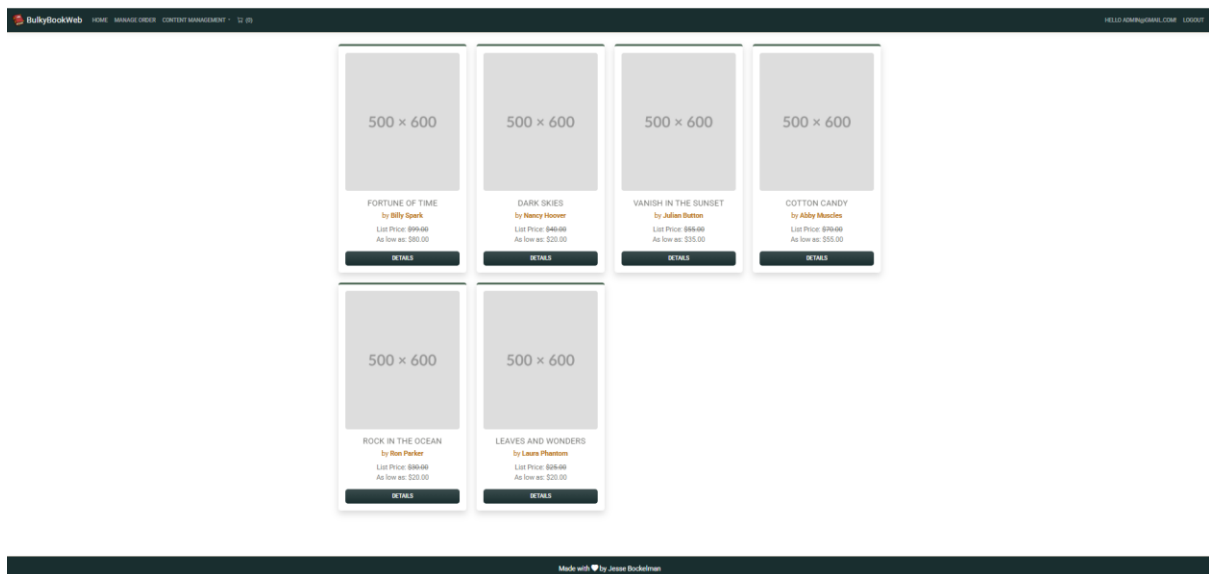 BulkyBookWeb HOME MANAGE ORDER CONTENT MANAGEMENT (0) HELLO ADMIN@GMAIL.COM! LOGOUT
500 × 600
FORTUNE OF TIME
by Billy Spark
List Price: $99.00
As low as: $80.00
DETAILS
500 × 600
DARK SKIES
by Nancy Hoover
List Price: $40.00
As low as: $20.00
DETAILS
500 × 600
VANISH IN THE SUNSET
by Julian Button
List Price: $55.00
As low as: $35.00
DETAILS
500 × 600
COTTON CANDY
by Abby Muscles
List Price: $70.00
As low as: $55.00
DETAILS
500 × 600
ROCK IN THE OCEAN
by Ron Parker
List Price: $30.00
As low as: $20.00
DETAILS
500 × 600
LEAVES AND WONDERS
by Laura Phantom
List Price: $25.00
As low as: $20.00
DETAILS
Made with by Jesse Bockelman